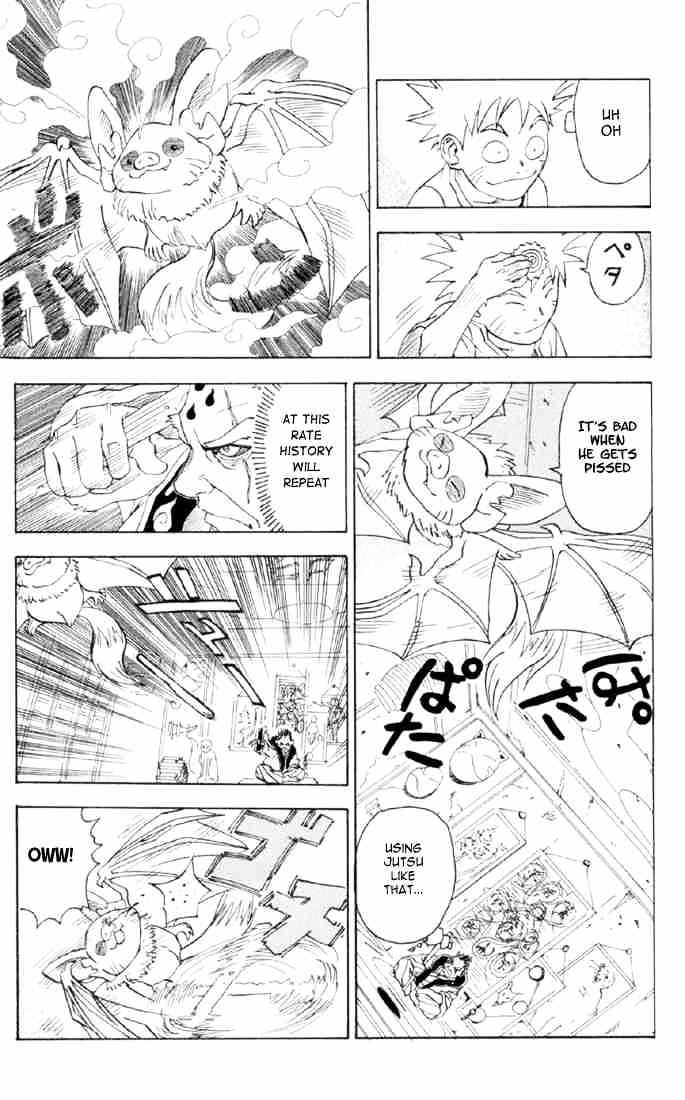 UH
OH
ペタ
IT'S BAD
WHEN
HE GETS
PISSED
ぱた
ぱた
USING
JUTSU
LIKE
THAT...
AT THIS
RATE
HISTORY
WILL
REPEAT
OWW!